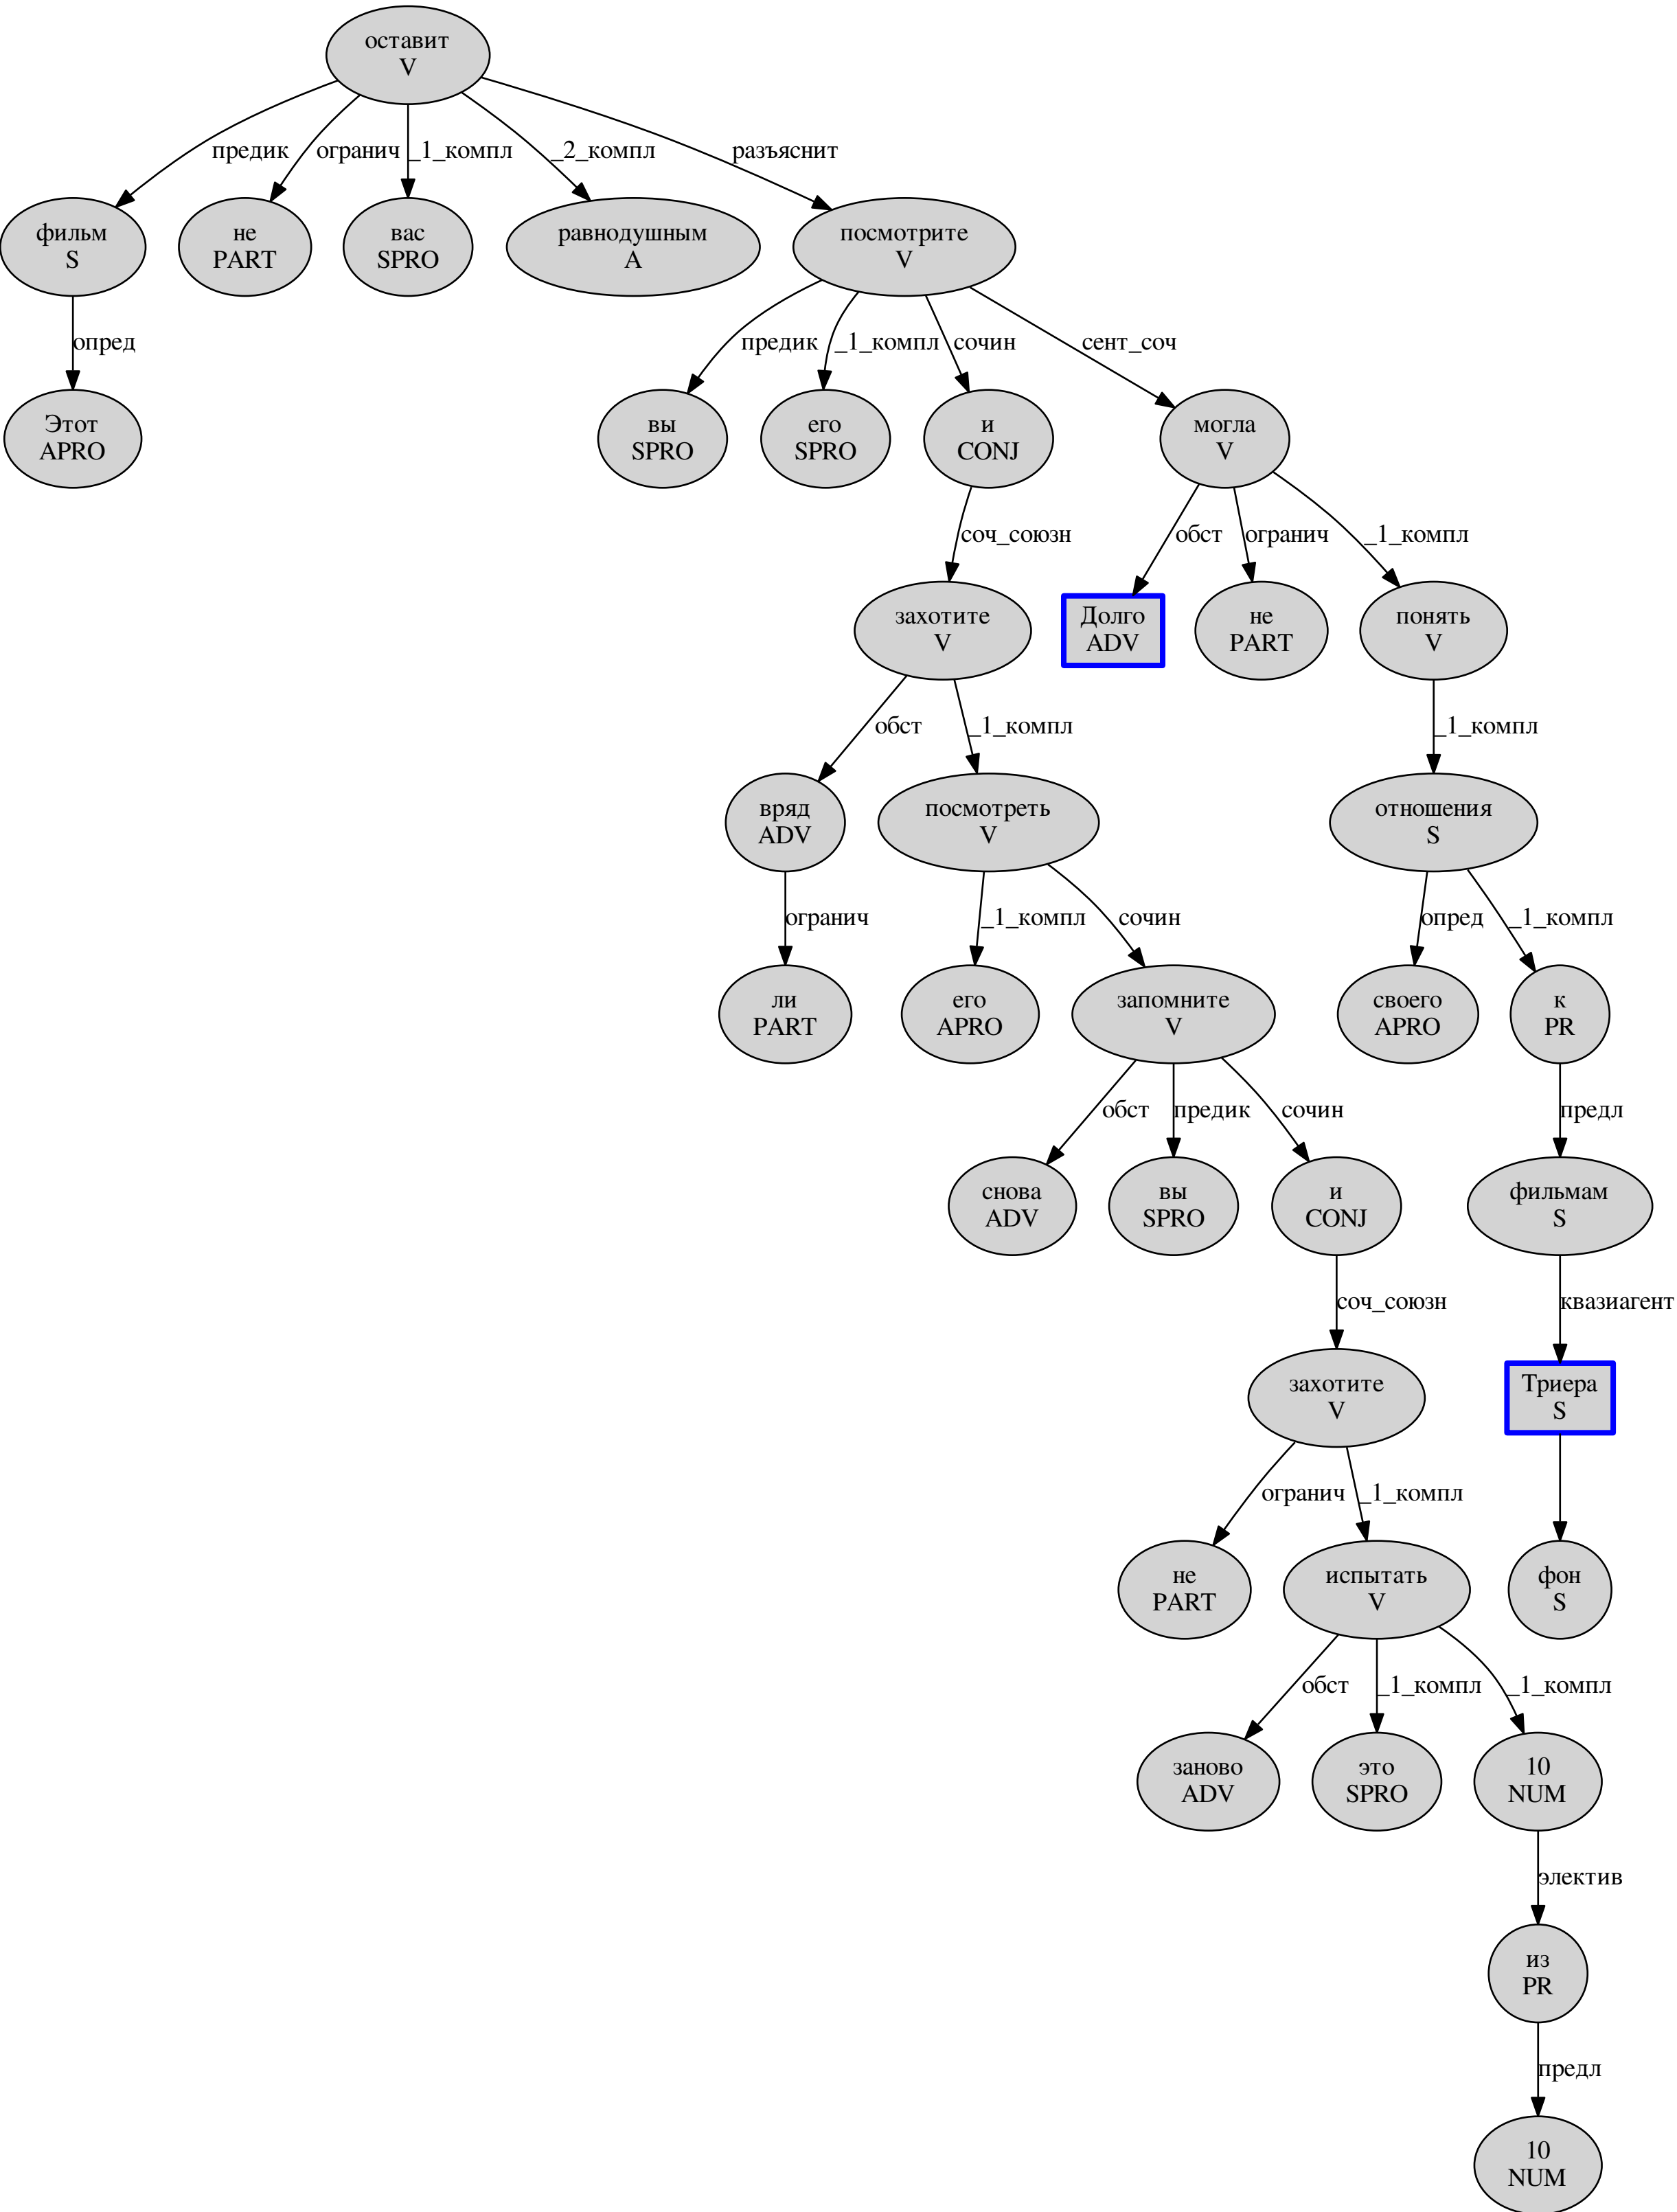 оставит
V
предик
огранич
_1_компл
_2_компл
разъяснит
фильм
S
не
PART
вас
SPRO
равнодушным
A
посмотрите
V
опред
предик
_1_компл
сочин
сент_соч
Этот
APRO
вы
SPRO
его
SPRO
и
CONJ
могла
V
соч_союзн
обст
огранич
_1_компл
захотите
V
Долго
ADV
не
PART
понять
V
обст
_1_компл
_1_компл
вряд
ADV
посмотреть
V
отношения
S
огранич
_1_компл
сочин
опред
_1_компл
ли
PART
его
APRO
запомните
V
своего
APRO
к
PR
обст
предик
сочин
предл
снова
ADV
вы
SPRO
и
CONJ
фильмам
S
соч_союзн
квазиагент
захотите
V
Триера
S
огранич
_1_компл
не
PART
испытать
V
фон
S
обст
_1_компл
_1_компл
заново
ADV
это
SPRO
10
NUM
электив
из
PR
предл
10
NUM